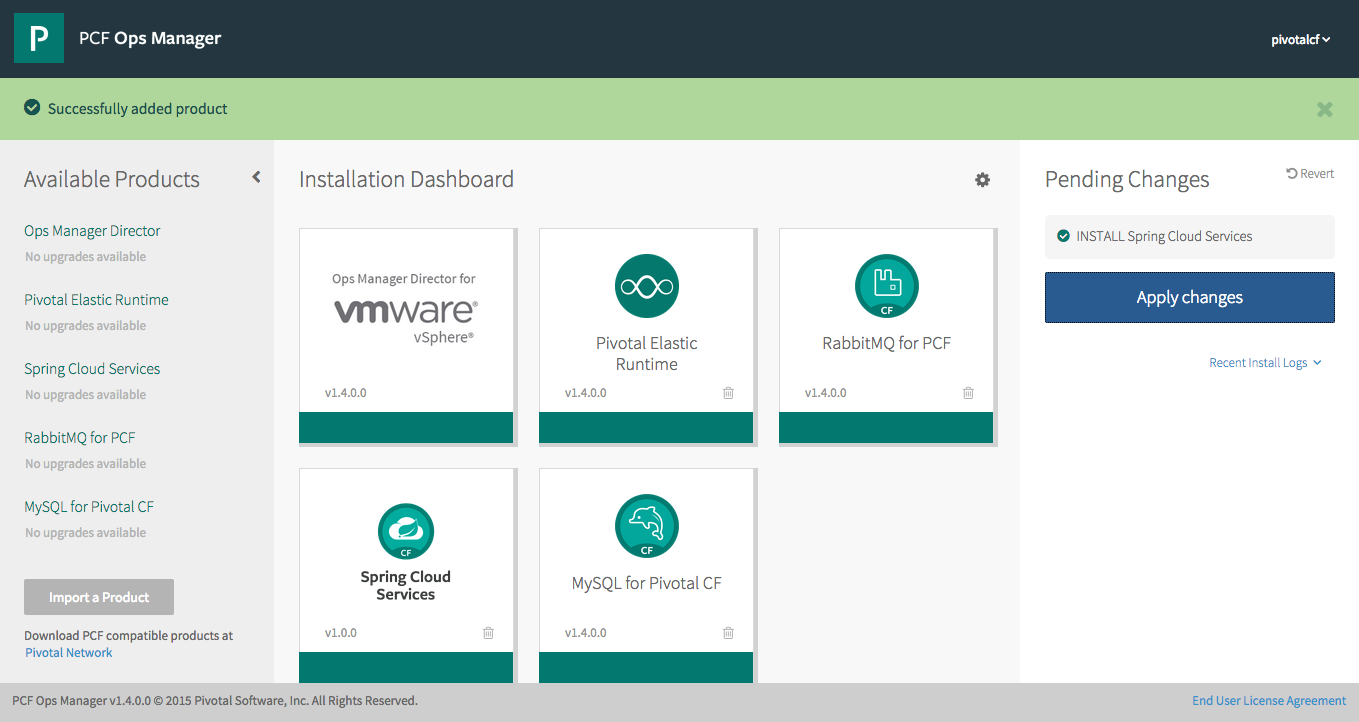 P
PCF Ops Manager
pivotalcf
Successfully added product
Available Products
Ops Manager Director
No upgrades available
Pivotal Elastic Runtime
No upgrades available
Spring Cloud Services
No upgrades available
RabbitMQ for PCF
No upgrades available
MySQL for Pivotal CF
No upgrades available
Import a Product
Download PCF compatible products at
Pivotal Network
Installation Dashboard
Ops Manager Director for
vmware®
vSphere®
v1.4.0.0
Pivotal Elastic
Runtime
v1.4.0.0
CF
RabbitMQ for PCF
v1.4.0.0
CF
Spring Cloud
Services
v1.0.0
CF
MySQL for Pivotal CF
v1.4.0.0
Pending Changes
Revert
INSTALL Spring Cloud Services
Apply changes
Recent Install Logs
PCF Ops Manager v1.4.0.0 © 2015 Pivotal Software, Inc. All Rights Reserved.
End User License Agreement